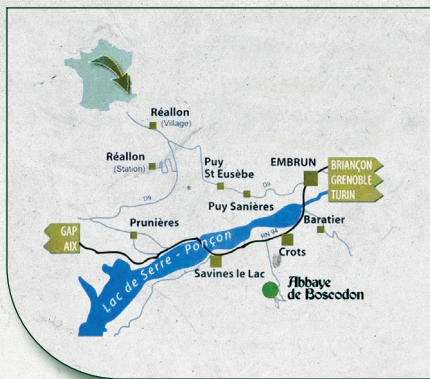 Réallon
(Village)
Réallon
(Station)
Puy
St Eusèbe
EMBRUN
BRIANÇON
GRENOBLE
TURIN
D9
D9
Puy Sanières
Prunières
Baratier
GAP
AIX
RN 94
Crots
Lac de Serre - Ponçon
Savines le Lac
Abbaye
de Boscodon